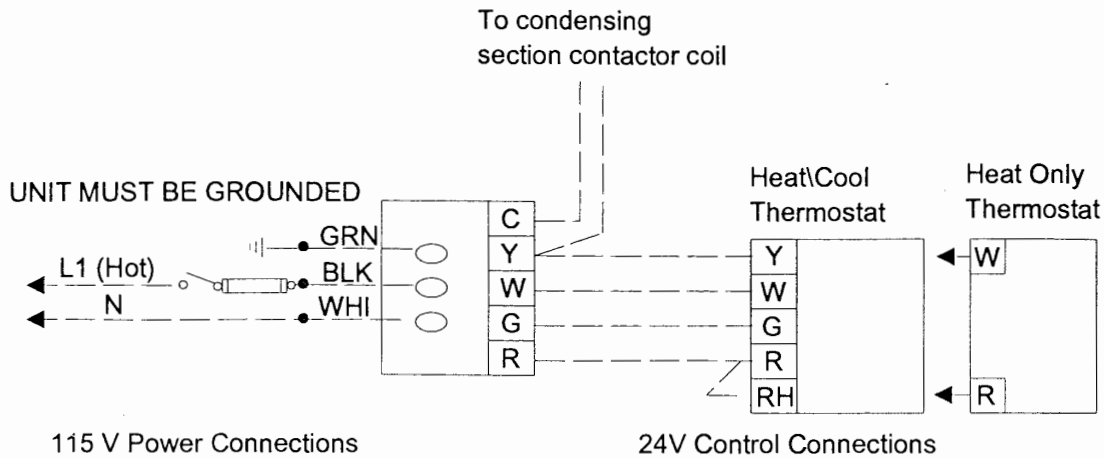 To condensing
section contactor coil
UNIT MUST BE GROUNDED
Heat\Cool
Thermostat
Heat Only
Thermostat
GRN
L1 (Hot)
BLK
N
WHI
C
Y
W
G
R
Y
W
G
R
RH
W
R
115 V Power Connections
24V Control Connections